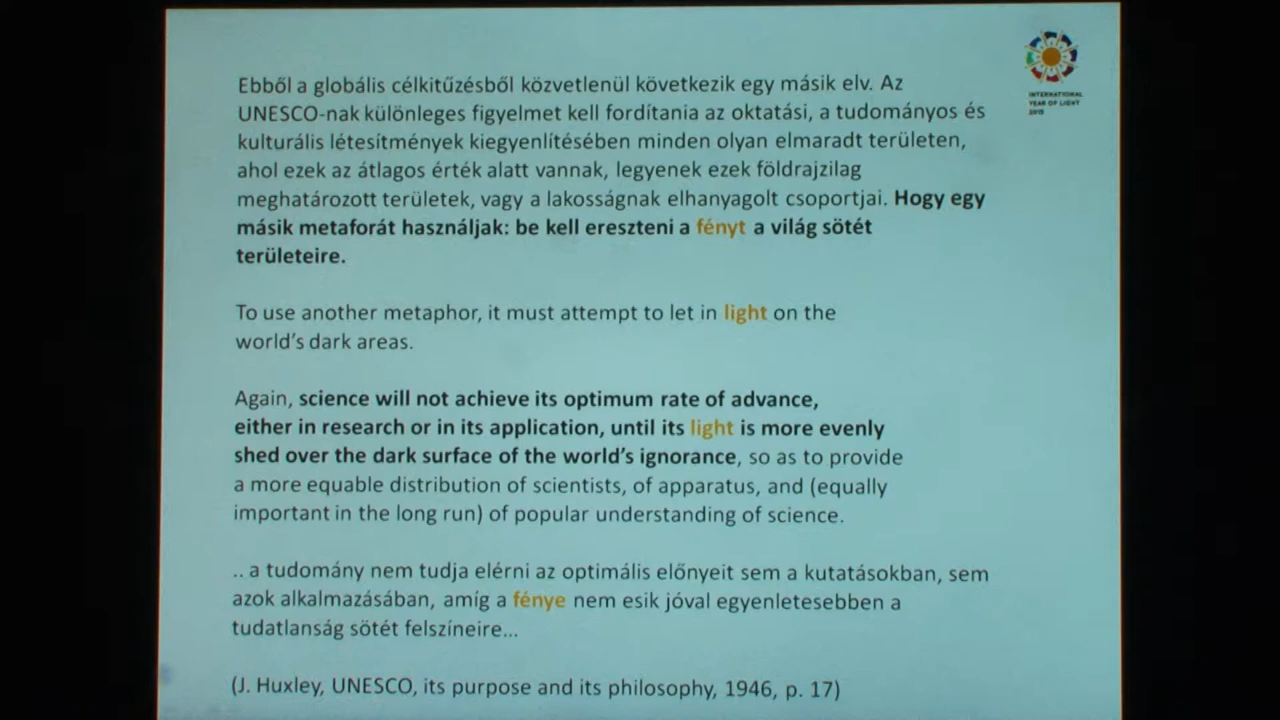 INTERNATIONAL
YEAR OF LIGHT
2015
Ebből a globális célkitűzésből közvetlenül következik egy másik elv. Az
UNESCO-nak különleges figyelmet kell fordítania az oktatási, a tudományos és
kulturális létesítmények kiegyenlítésében minden olyan elmaradt területen,
ahol ezek az átlagos érték alatt vannak, legyenek ezek földrajzilag
meghatározott területek, vagy a lakosságnak elhanyagolt csoportjai. Hogy egy
másik metaforát használjak: be kell ereszteni a fényt a világ sötét
területeire.
To use another metaphor, it must attempt to let in light on the
world's dark areas.
Again, science will not achieve its optimum rate of advance,
either in research or in its application, until its light is more evenly
shed over the dark surface of the world's ignorance, so as to provide
a more equable distribution of scientists, of apparatus, and (equally
important in the long run) of popular understanding of science.
.. a tudomány nem tudja elérni az optimális előnyeit sem a kutatásokban, sem
azok alkalmazásában, amíg a fénye nem esik jóval egyenletesebben a
tudatlanság sötét felszíneire...
(J. Huxley, UNESCO, its purpose and its philosophy, 1946, p. 17)